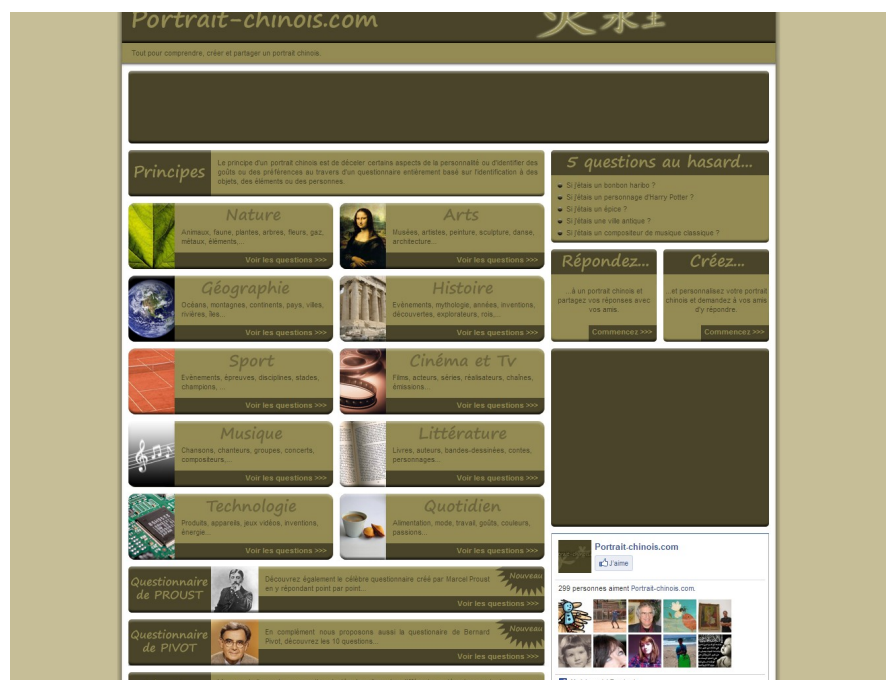 Portrait-chinois.com
Tout pour comprendre, créer et partager un portrait chinois.
Principes
Le principe d'un portrait chinois est de déceler certains aspects de la personnalité ou d'identifier des
goûts ou des préférences au travers d'un questionnaire entièrement basé sur l'identification à des
objets, des éléments ou des personnes.
Nature
Animaux, faune, plantes, arbres, fleurs, gaz,
métaux, éléments,...
Voir les questions >>>
Arts
Musées, artistes, peinture, sculpture, danse,
architecture...
Voir les questions >>>
Géographie
Océans, montagnes, continents, pays, villes,
rivières, îles...
Voir les questions >>>
Histoire
Evènements, mythologie, années, inventions,
découvertes, explorateurs, rois,...
Voir les questions >>>
Sport
Evènements, épreuves, disciplines, stades,
champions, ...
Voir les questions >>>
Cinéma et Tv
Films, acteurs, séries, réalisateurs, chaînes,
émissions...
Voir les questions >>>
Musique
Chansons, chanteurs, groupes, concerts,
compositeurs,...
Voir les questions >>>
Littérature
Livres, auteurs, bandes-dessinées, contes,
personnages...
Voir les questions >>>
Technologie
Produits, appareils, jeux vidéos, inventions,
énergie...
Voir les questions >>>
Quotidien
Alimentation, mode, travail, goûts, couleurs,
passions...
Voir les questions >>>
Questionnaire
de PROUST
Découvrez également le célèbre questionnaire créé par Marcel Proust
en y répondant point par point...
Nouveau
Voir les questions >>>
Questionnaire
de PIVOT
En complément nous proposons aussi la questionaire de Bernard
Pivot, découvrez les 10 questions...
Nouveau
Voir les questions >>>
5 questions au hasard...
Si j'étais un bonbon haribo ?
Si j'étais un personnage d'Harry Potter ?
Si j'étais un épice ?
Si j'étais une ville antique ?
Si j'étais un compositeur de musique classique ?
Répondez...
...à un portrait chinois et
partagez vos réponses avec
vos amis.
Commencez >>>
Créez...
...et personnalisez votre portrait
chinois et demandez à vos amis
d'y répondre.
Commencez >>>
Portrait-chinois.com
J'aime
299 personnes aiment Portrait-chinois.com.